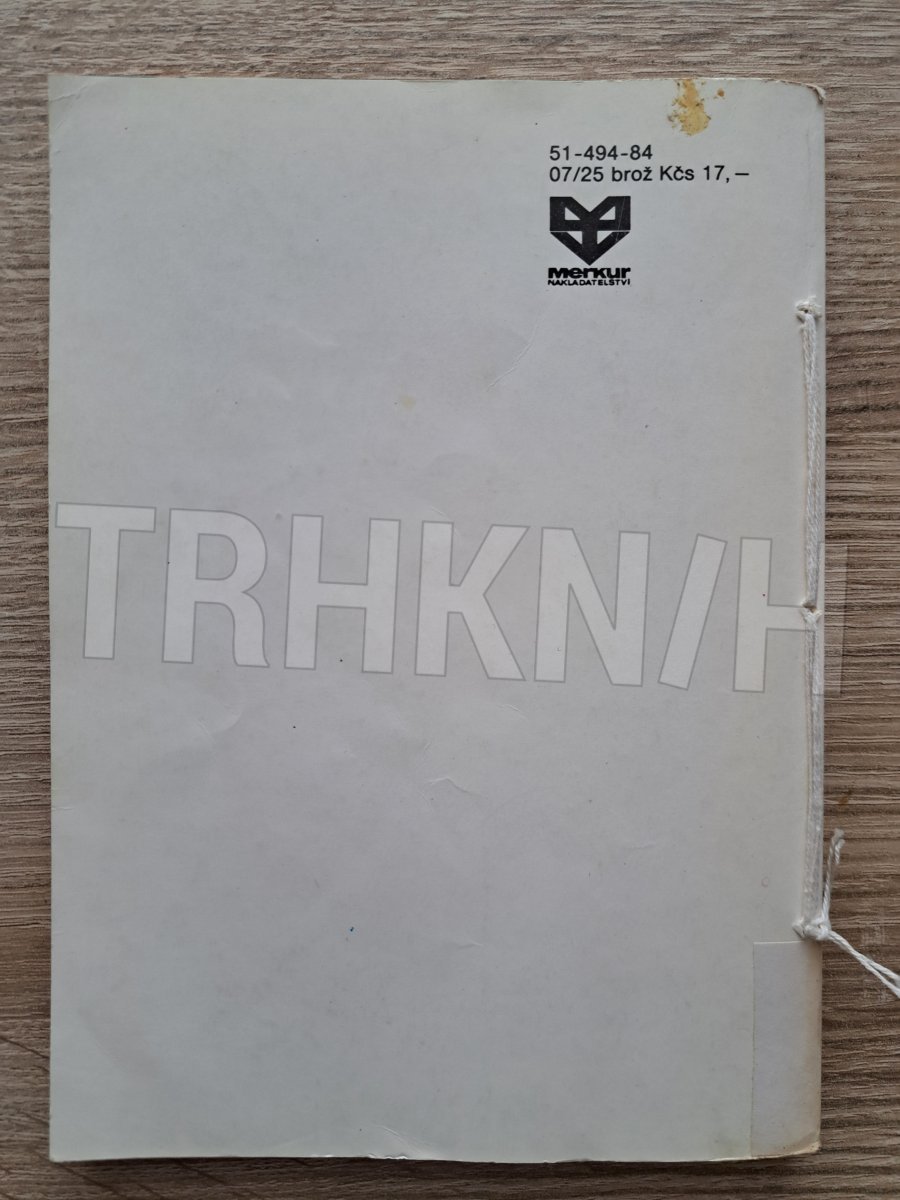 51-494-84
07/25 brož Kčs 17,—
merkur
NAKLADATELSTVÍ
TRHKNIH